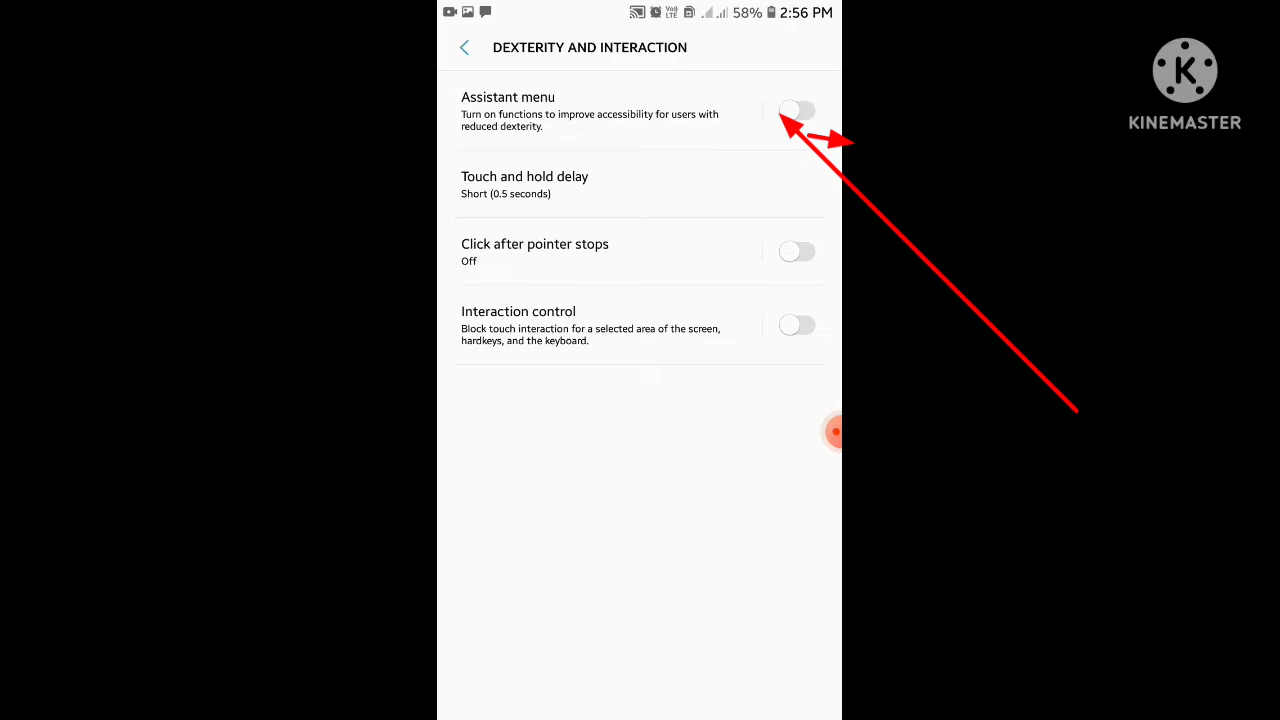 58% 2:56 PM
DEXTERITY AND INTERACTION
Assistant menu
Turn on functions to improve accessibility for users with
reduced dexterity.
Touch and hold delay
Short (0.5 seconds)
Click after pointer stops
Off
Interaction control
Block touch interaction for a selected area of the screen,
hardkeys, and the keyboard.
K
KINEMASTER